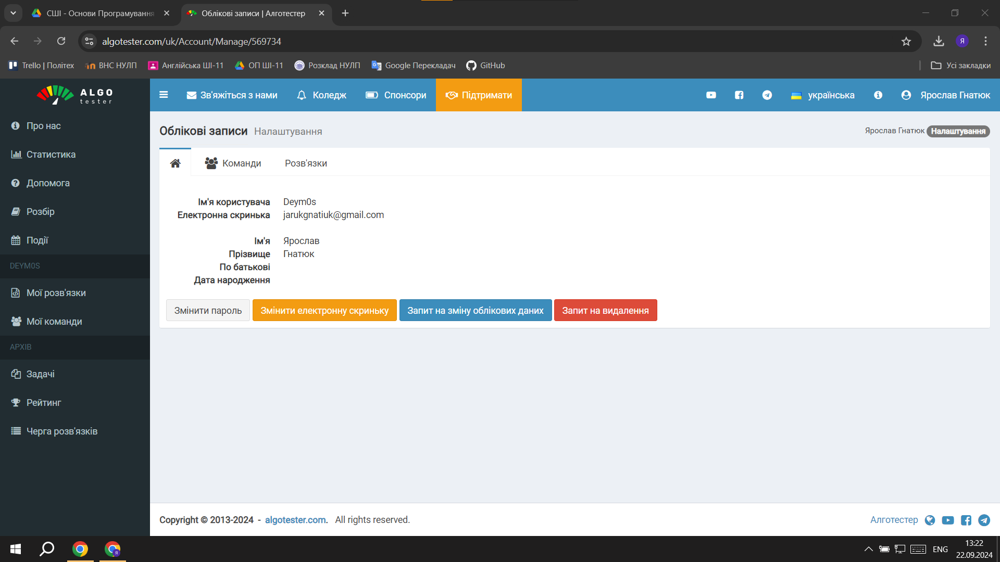 СШІ - Основи Програмування
Облікові записи | Алготестер
algotester.com/uk/Account/Manage/569734
Я
Trello | Політех
ВНС НУЛП
Англійська ШІ-11
ОП ШІ-11
Розклад НУЛП
Google Перекладач
GitHub
Усі закладки
ALGO
tester
Зв'яжіться з нами
Коледж
Спонсори
Підтримати
українська
Ярослав Гнатюк
Про нас
Статистика
Допомога
Розбір
Події
DEYM0S
Мої розв'язки
Мої команди
АРХІВ
Задачі
Рейтинг
Черга розв'язків
Облікові записи Налаштування
Ярослав Гнатюк Налаштування
Команди
Розв'язки
Ім'я користувача Deym0s
Електронна скринька jarukgnatiuk@gmail.com
Ім'я Ярослав
Прізвище Гнатюк
По батькові
Дата народження
Змінити пароль
Змінити електронну скриньку
Запит на зміну облікових даних
Запит на видалення
Copyright © 2013-2024 - algotester.com. All rights reserved.
Алготестер
Я
ENG
13:22
22.09.2024